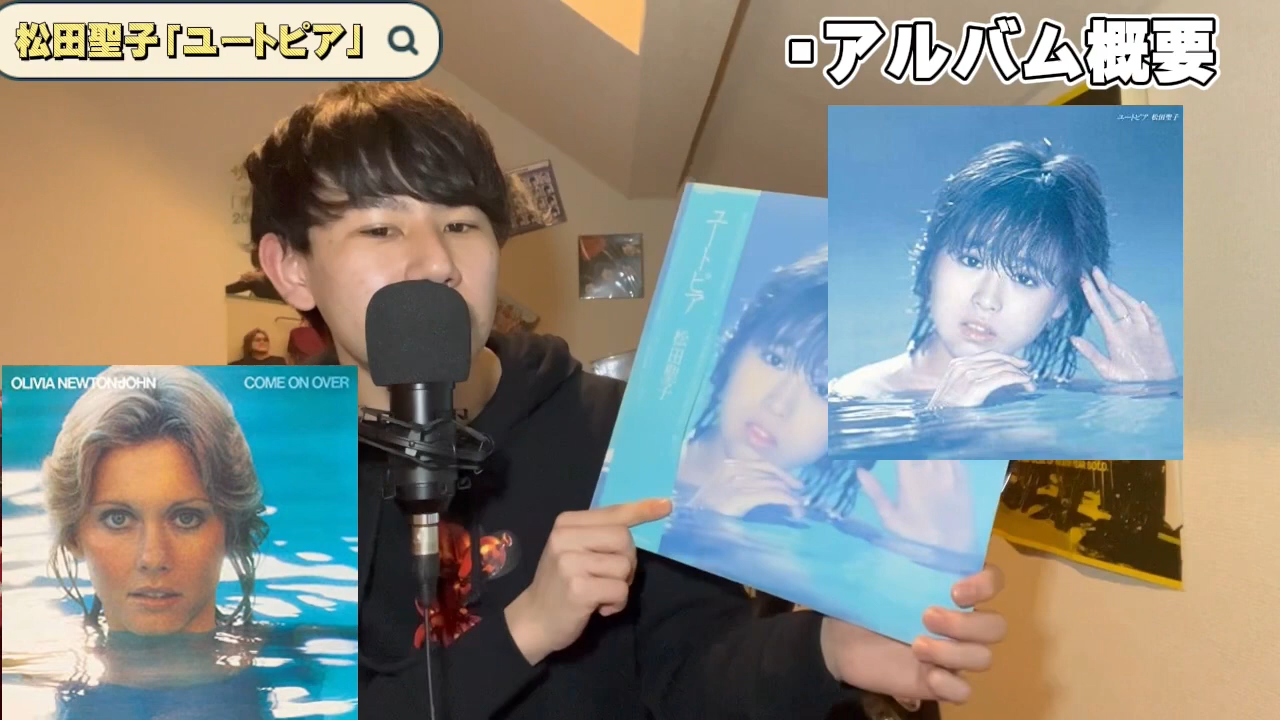 松田聖子「ユートピア」
・アルバム概要
ユートピア 松田聖子
ユートピア 松田聖子
OLIVIA NEWTON-JOHN
COME ON OVER